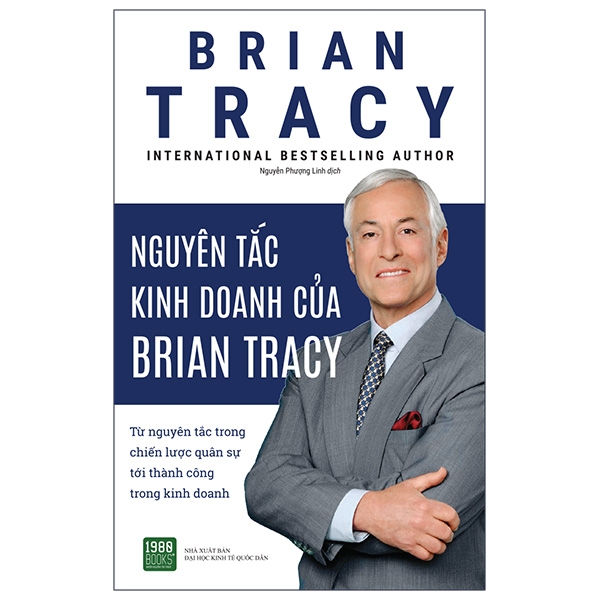 BRIAN
TRACY
INTERNATIONAL BESTSELLING AUTHOR
Nguyễn Phượng Linh dịch
NGUYÊN TẮC
KINH DOANH CỦA
BRIAN TRACY
Từ nguyên tắc trong
chiến lược quân sự
tới thành công
trong kinh doanh
1980
BOOKS
NHÀ XUẤT BẢN
ĐẠI HỌC KINH TẾ QUỐC DÂN